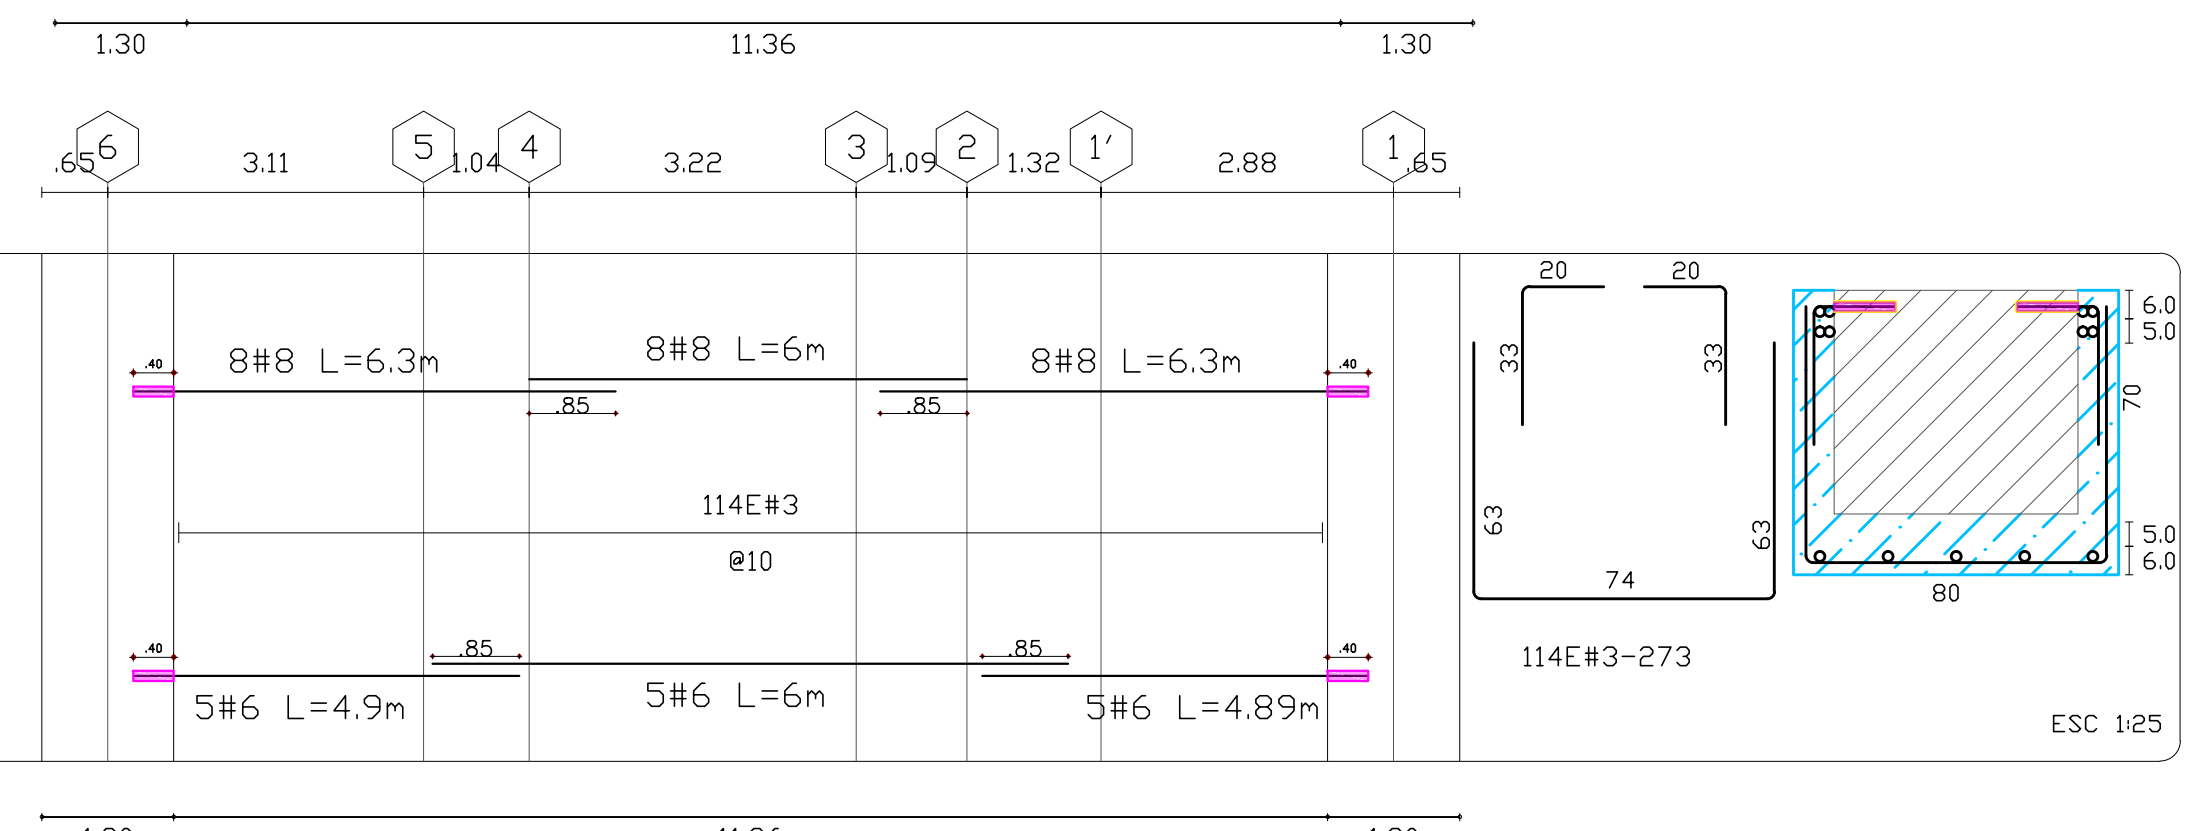 1.30 11.36 1.30
6 5 4 3 2 1' 1
.65 3.11 1.04 3.22 1.09 1.32 2.88 .65
20 20
6.0
5.0
8#8 L=6.3m 8#8 L=6m 8#8 L=6.3m
.40 .40
33 33
.85 .85
70
114E#3
@10
63 63
5.0
6.0
74
80
.40 .85 .85 .40
5#6 L=4.9m 5#6 L=6m 5#6 L=4.89m
114E#3-273
ESC 1:25